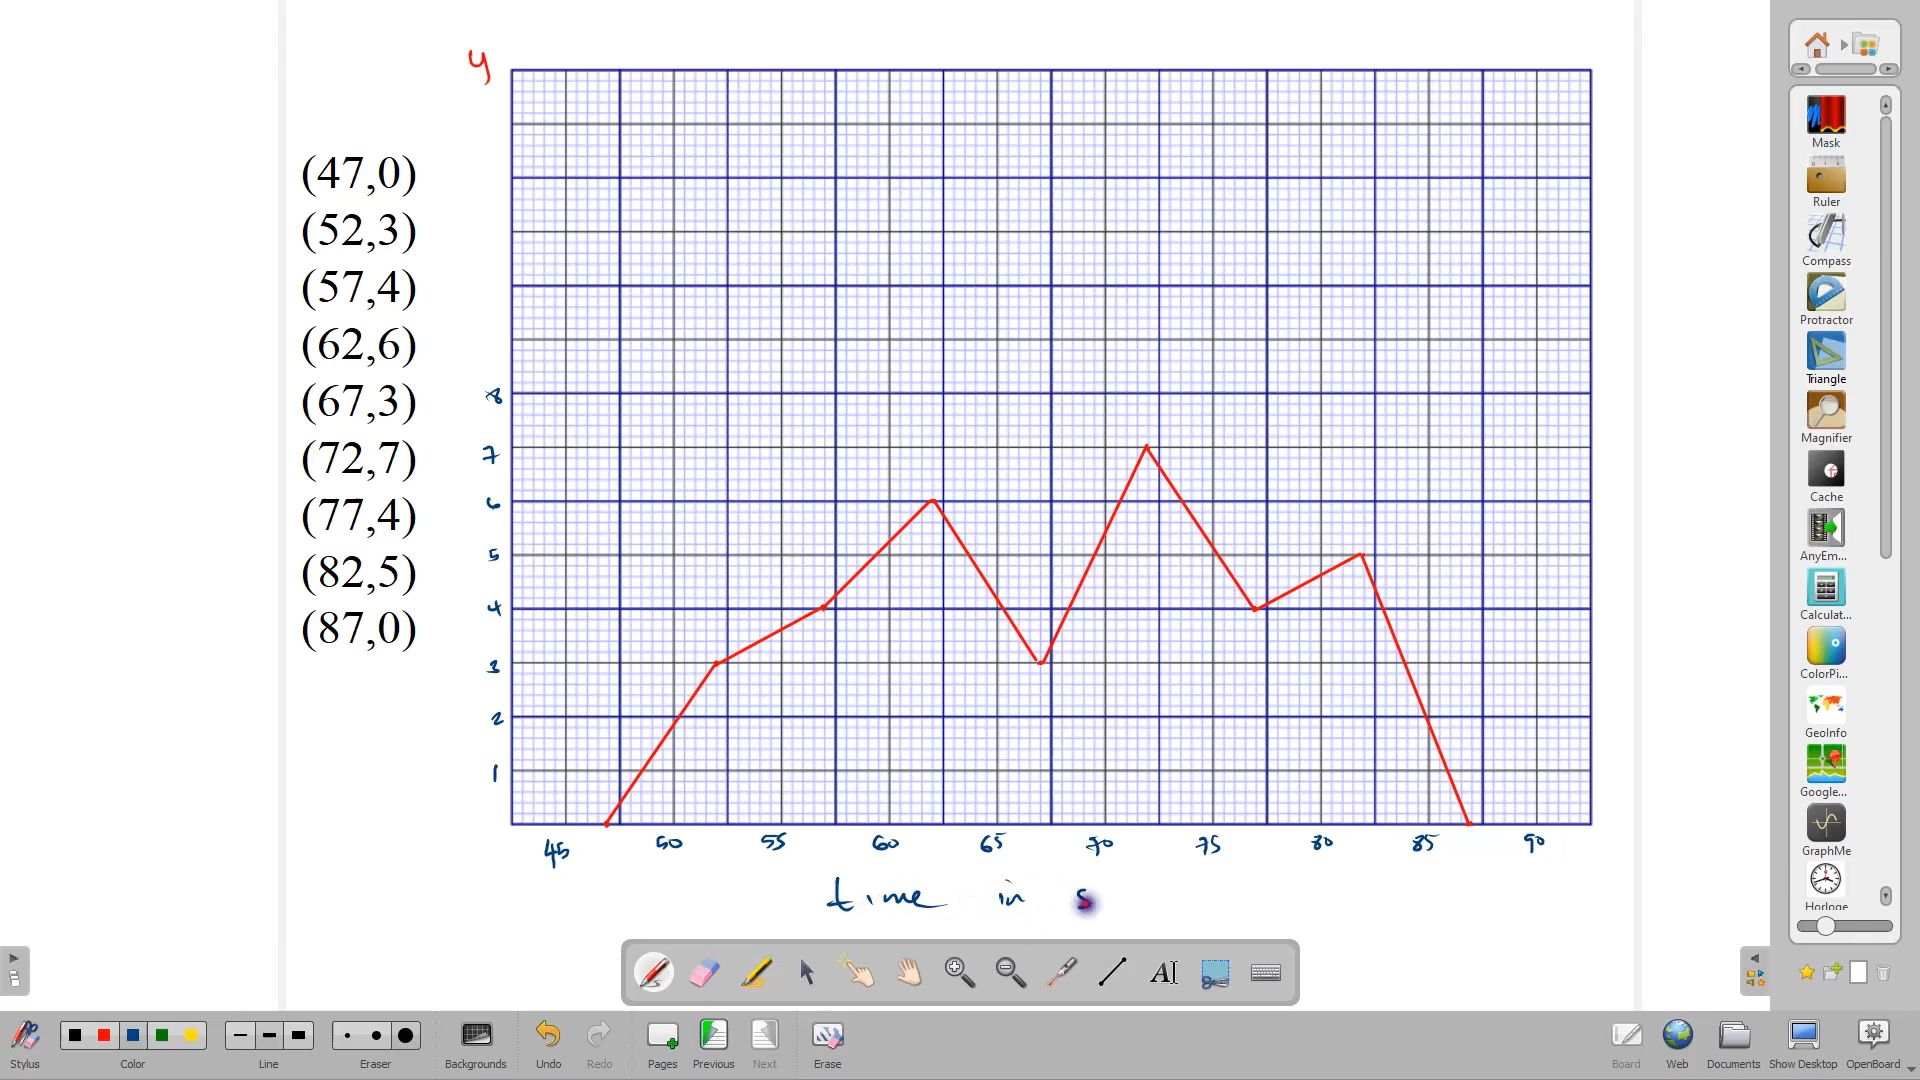 y
(47,0)
(52,3)
(57,4)
(62,6)
(67,3)
(72,7)
(77,4)
(82,5)
(87,0)
8
7
6
5
4
3
2
1
45 50 55 60 65 70 75 80 85 90
time in s
Mask
Ruler
Compass
Protractor
Triangle
Magnifier
Cache
AnyEm...
Calculat...
ColorPi...
GeoInfo
Google...
GraphMe
Horloge
AI
Stylus Color Line Eraser Backgrounds Undo Redo Pages Previous Next Erase Board Web Documents Show Desktop OpenBoard